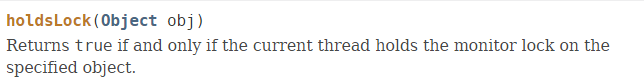 holdsLock(Object obj)
Returns true if and only if the current thread holds the monitor lock on the
specified object.